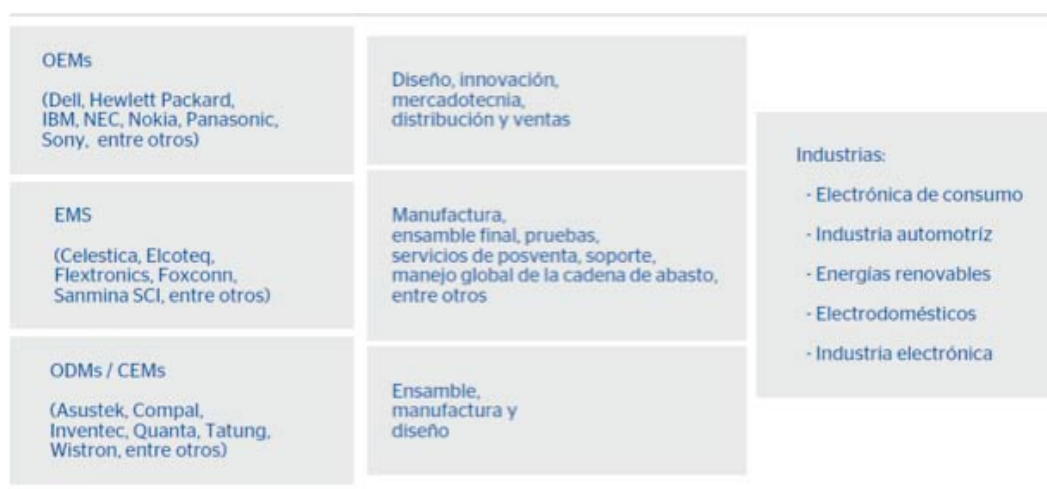 OEMs
(Dell, Hewlett Packard,
IBM, NEC, Nokia, Panasonic,
Sony, entre otros)
Diseño, innovación,
mercadotecnia,
distribución y ventas
EMS
(Celestica, Elcoteq,
Flextronics, Foxconn,
Sanmina SCI, entre otros)
Manufactura,
ensamble final, pruebas,
servicios de posventa, soporte,
manejo global de la cadena de abasto,
entre otros
ODMs / CEMs
(Asustek, Compal,
Inventec, Quanta, Tatung,
Wistron, entre otros)
Ensamble,
manufactura y
diseño
Industrias:
- Electrónica de consumo
- Industria automotríz
- Energías renovables
- Electrodomésticos
- Industria electrónica